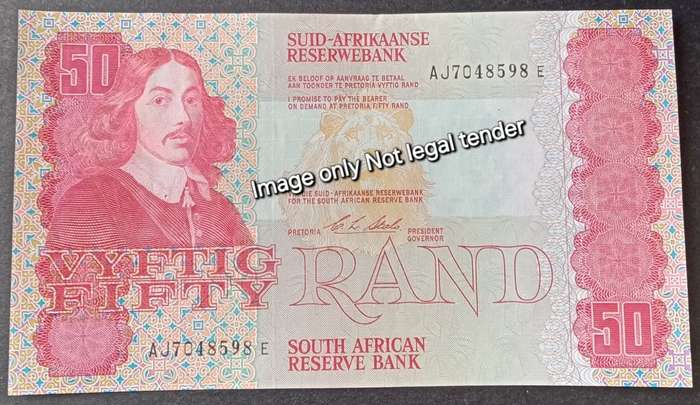 50
SUID-AFRIKAANSE
RESERWEBANK
AJ7048598 E
EK BELOOF OP AANVRAAG TE BETAAL
AAN TOONDER TE PRETORIA VYFTIG RAND
I PROMISE TO PAY THE BEARER
ON DEMAND AT PRETORIA FIFTY RAND
Image only Not legal tender
DIE SUID-AFRIKAANSE RESERWEBANK
FOR THE SOUTH AFRICAN RESERVE BANK
PRETORIA
PRESIDENT
GOVERNOR
VYFTIG
FIFTY
RAND
AJ7048598 E
SOUTH AFRICAN
RESERVE BANK
50